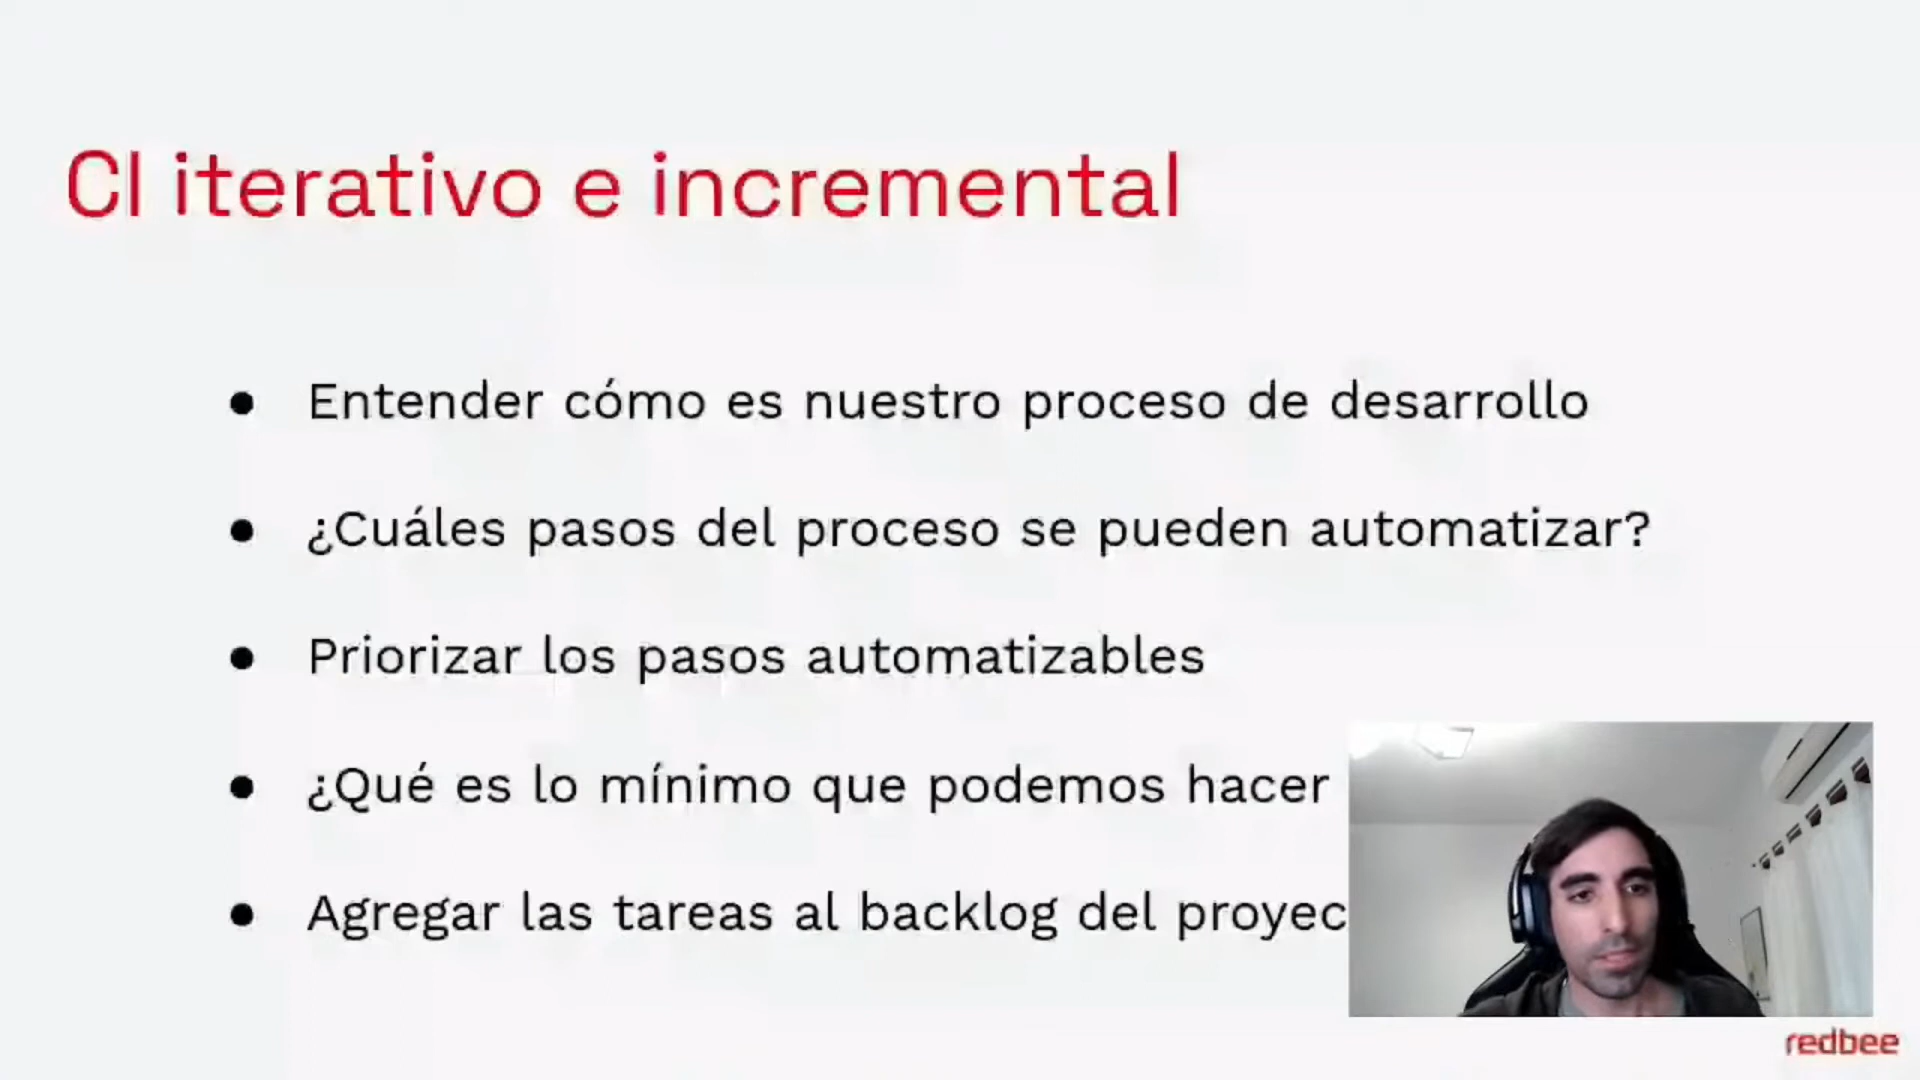 CI iterativo e incremental
● Entender cómo es nuestro proceso de desarrollo
● ¿Cuáles pasos del proceso se pueden automatizar?
● Priorizar los pasos automatizables
● ¿Qué es lo mínimo que podemos hacer
● Agregar las tareas al backlog del proyec
redbee